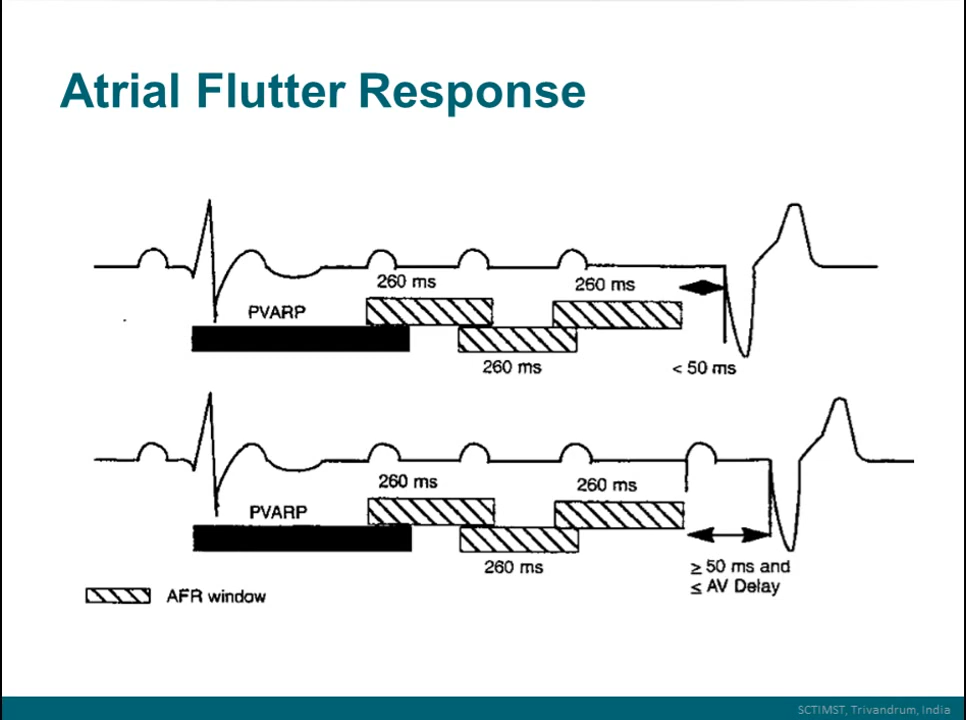 Atrial Flutter Response
260 ms
260 ms
PVARP
260 ms
< 50 ms
260 ms
260 ms
PVARP
260 ms
≥ 50 ms and
≤ AV Delay
AFR window
SCTIMST, Trivandrum, India